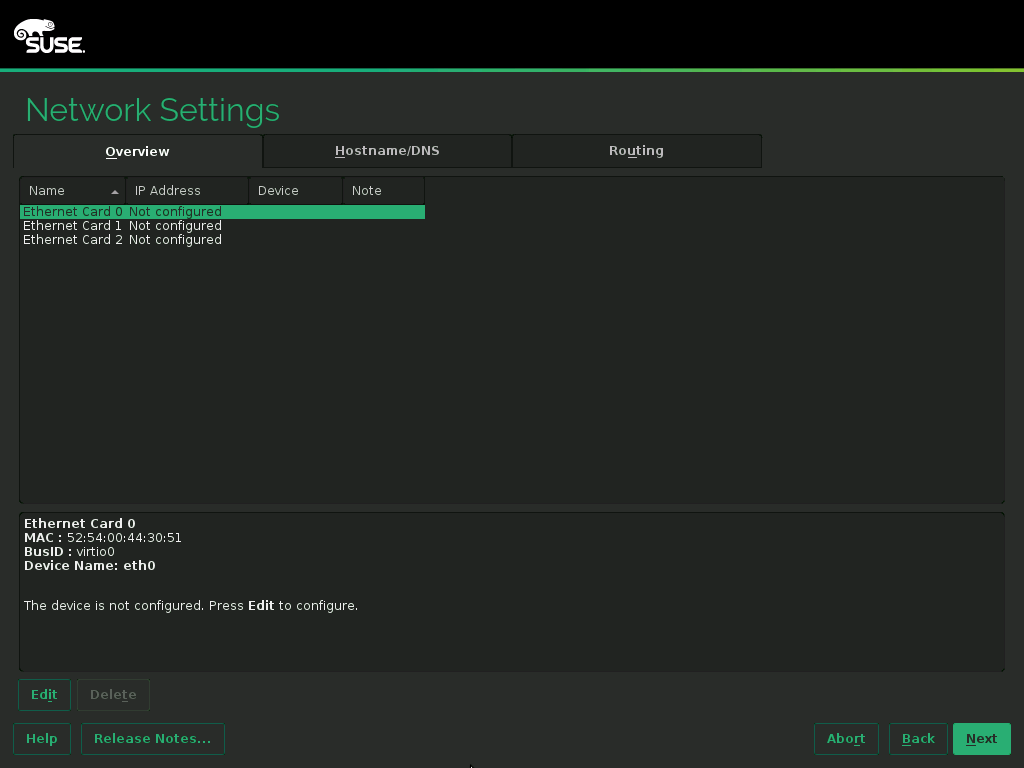 SUSE.
Network Settings
Overview Hostname/DNS Routing
Name IP Address Device Note
Ethernet Card 0 Not configured
Ethernet Card 1 Not configured
Ethernet Card 2 Not configured
Ethernet Card 0
MAC : 52:54:00:44:30:51
BusID : virtio0
Device Name: eth0
The device is not configured. Press Edit to configure.
Edit Delete
Help Release Notes... Abort Back Next